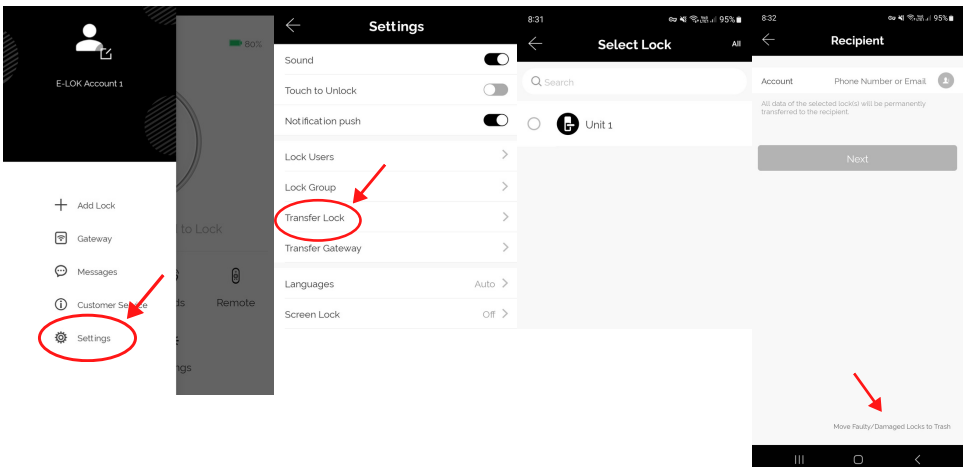 E-LOK Account 1
Add Lock
Gateway
Messages
Customer Service
Settings
80%
to Lock
ds
Remote
ngs
Settings
Sound
Touch to Unlock
Notification push
Lock Users
Lock Group
Transfer Lock
Transfer Gateway
Languages
Auto
Screen Lock
Off
8:31
95%
Select Lock
All
Search
Unit 1
8:32
95%
Recipient
Account
Phone Number or Email
All data of the selected lock(s) will be permanently
transferred to the recipient.
Next
Move Faulty/Damaged Locks to Trash